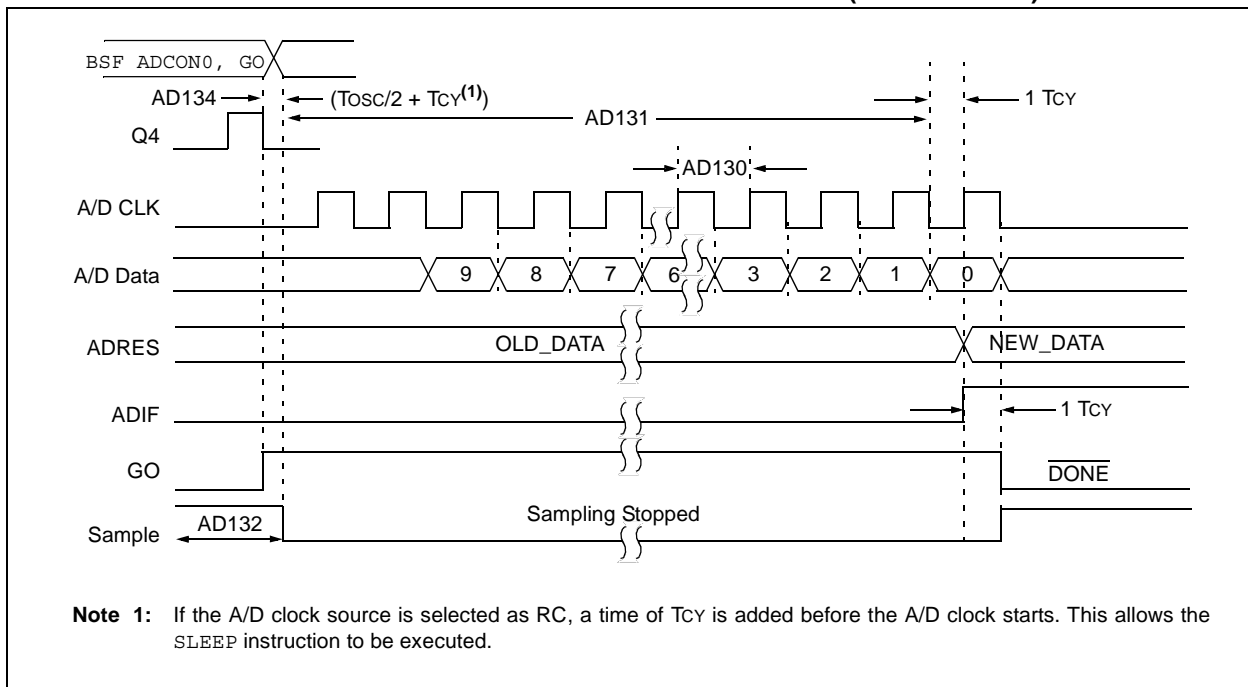 BSF ADCON0, GO
AD134 (TOSC/2 + TCY(1)) 1 TCY
AD131
Q4
AD130
A/D CLK
A/D Data 9 8 7 6 3 2 1 0
ADRES OLD_DATA NEW_DATA
ADIF 1 TCY
GO DONE
Sample AD132 Sampling Stopped
Note 1: If the A/D clock source is selected as RC, a time of TCY is added before the A/D clock starts. This allows the
SLEEP instruction to be executed.